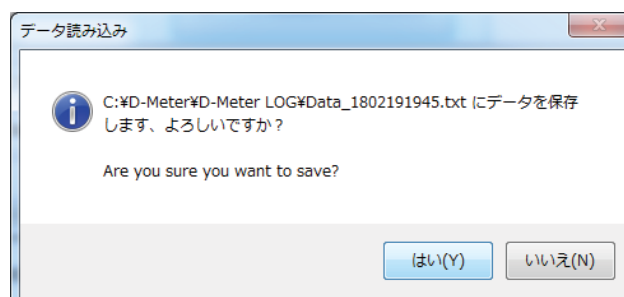 データ読み込み
C:¥D-Meter¥D-Meter LOG¥Data_1802191945.txt にデータを保存
します、よろしいですか？
Are you sure you want to save?
はい(Y)
いいえ(N)